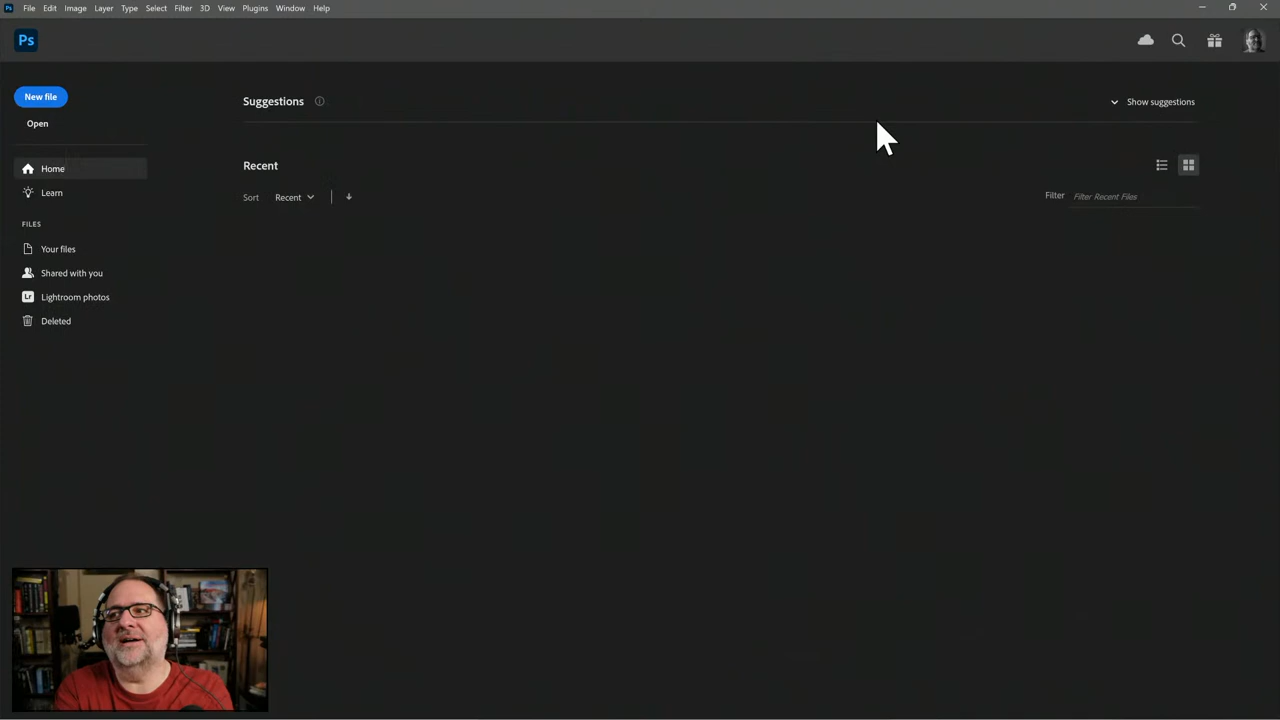 File Edit Image Layer Type Select Filter 3D View Plugins Window Help
Ps
New file
Open
Home
Learn
FILES
Your files
Shared with you
Lr Lightroom photos
Deleted
Suggestions
Show suggestions
Recent
Sort Recent
Filter Filter Recent Files